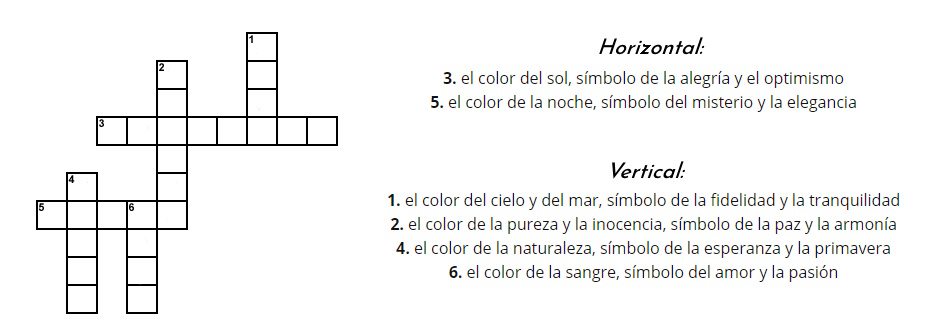 1
2
3
4
5
6
Horizontal:
3. el color del sol, símbolo de la alegría y el optimismo
5. el color de la noche, símbolo del misterio y la elegancia
Vertical:
1. el color del cielo y del mar, símbolo de la fidelidad y la tranquilidad
2. el color de la pureza y la inocencia, símbolo de la paz y la armonía
4. el color de la naturaleza, símbolo de la esperanza y la primavera
6. el color de la sangre, símbolo del amor y la pasión